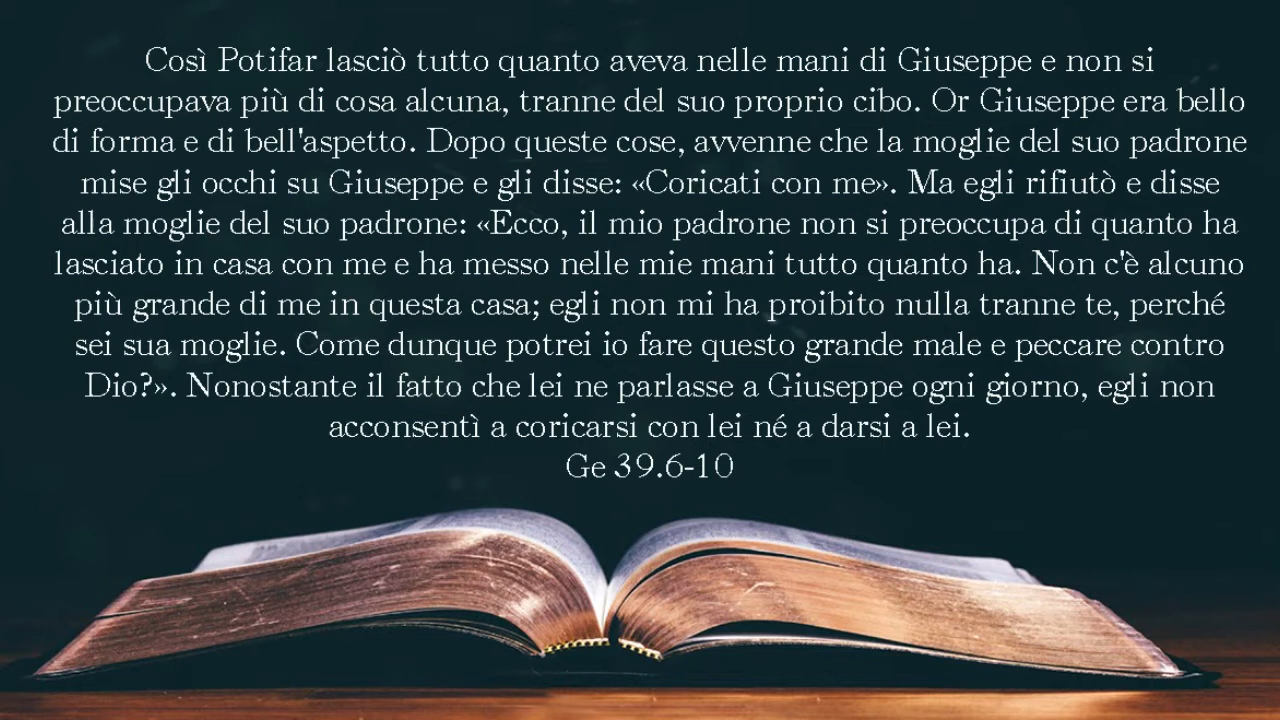 Così Potifar lasciò tutto quanto aveva nelle mani di Giuseppe e non si
preoccupava più di cosa alcuna, tranne del suo proprio cibo. Or Giuseppe era bello
di forma e di bell'aspetto. Dopo queste cose, avvenne che la moglie del suo padrone
mise gli occhi su Giuseppe e gli disse: «Coricati con me». Ma egli rifiutò e disse
alla moglie del suo padrone: «Ecco, il mio padrone non si preoccupa di quanto ha
lasciato in casa con me e ha messo nelle mie mani tutto quanto ha. Non c'è alcuno
più grande di me in questa casa; egli non mi ha proibito nulla tranne te, perché
sei sua moglie. Come dunque potrei io fare questo grande male e peccare contro
Dio?». Nonostante il fatto che lei ne parlasse a Giuseppe ogni giorno, egli non
acconsentì a coricarsi con lei né a darsi a lei.
Ge 39.6-10